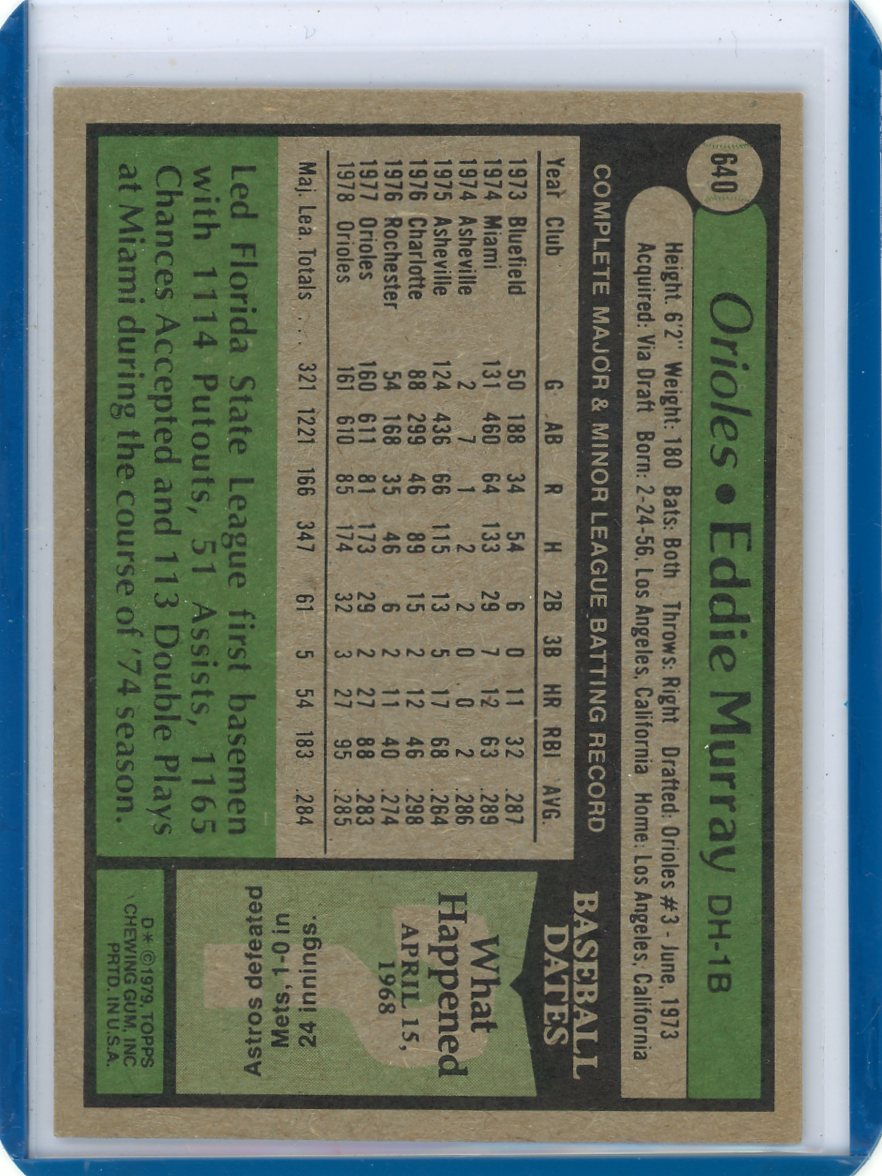 640
Orioles • Eddie Murray DH-1B
Height: 6'2" Weight: 180 Bats: Both Throws: Right Drafted: Orioles #3 - June, 1973
Acquired: Via Draft Born: 2-24-56, Los Angeles, California Home: Los Angeles, California
COMPLETE MAJOR & MINOR LEAGUE BATTING RECORD
Year Club G AB R H 2B 3B HR RBI AVG.
1973 Bluefield 50 188 34 54 6 0 11 32 .287
1974 Miami 131 460 64 133 29 7 12 63 .289
1974 Asheville 2 7 1 2 2 0 0 2 .286
1975 Asheville 124 436 66 115 13 5 17 68 .264
1976 Charlotte 88 299 46 89 15 2 12 46 .298
1976 Rochester 54 168 35 46 6 2 11 40 .274
1977 Orioles 160 611 81 173 29 2 27 88 .283
1978 Orioles 161 610 85 174 32 3 27 95 .285
Maj. Lea. Totals . . . 321 1221 166 347 61 5 54 183 .284
Led Florida State League first basemen
with 1114 Putouts, 51 Assists, 1165
Chances Accepted and 113 Double Plays
at Miami during the course of '74 season.
BASEBALL
DATES
What
Happened
APRIL 15,
1968
Astros defeated
Mets, 1-0 in
24 innings.
D* ©1979, TOPPS
CHEWING GUM, INC
PRTD. IN U.S.A.